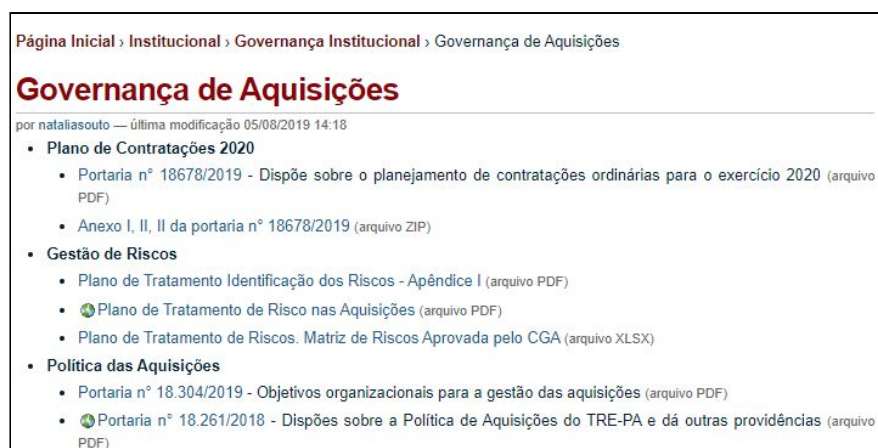 Página Inicial › Institucional › Governança Institucional › Governança de Aquisições
Governança de Aquisições
por nataliasouto — última modificação 05/08/2019 14:18
• Plano de Contratações 2020
• Portaria n° 18678/2019 - Dispõe sobre o planejamento de contratações ordinárias para o exercício 2020 (arquivo
PDF)
• Anexo I, II, II da portaria n° 18678/2019 (arquivo ZIP)
• Gestão de Riscos
• Plano de Tratamento Identificação dos Riscos - Apêndice I (arquivo PDF)
• Plano de Tratamento de Risco nas Aquisições (arquivo PDF)
• Plano de Tratamento de Riscos. Matriz de Riscos Aprovada pelo CGA (arquivo XLSX)
• Política das Aquisições
• Portaria n° 18.304/2019 - Objetivos organizacionais para a gestão das aquisições (arquivo PDF)
• Portaria n° 18.261/2018 - Dispões sobre a Política de Aquisições do TRE-PA e dá outras providências (arquivo
PDF)